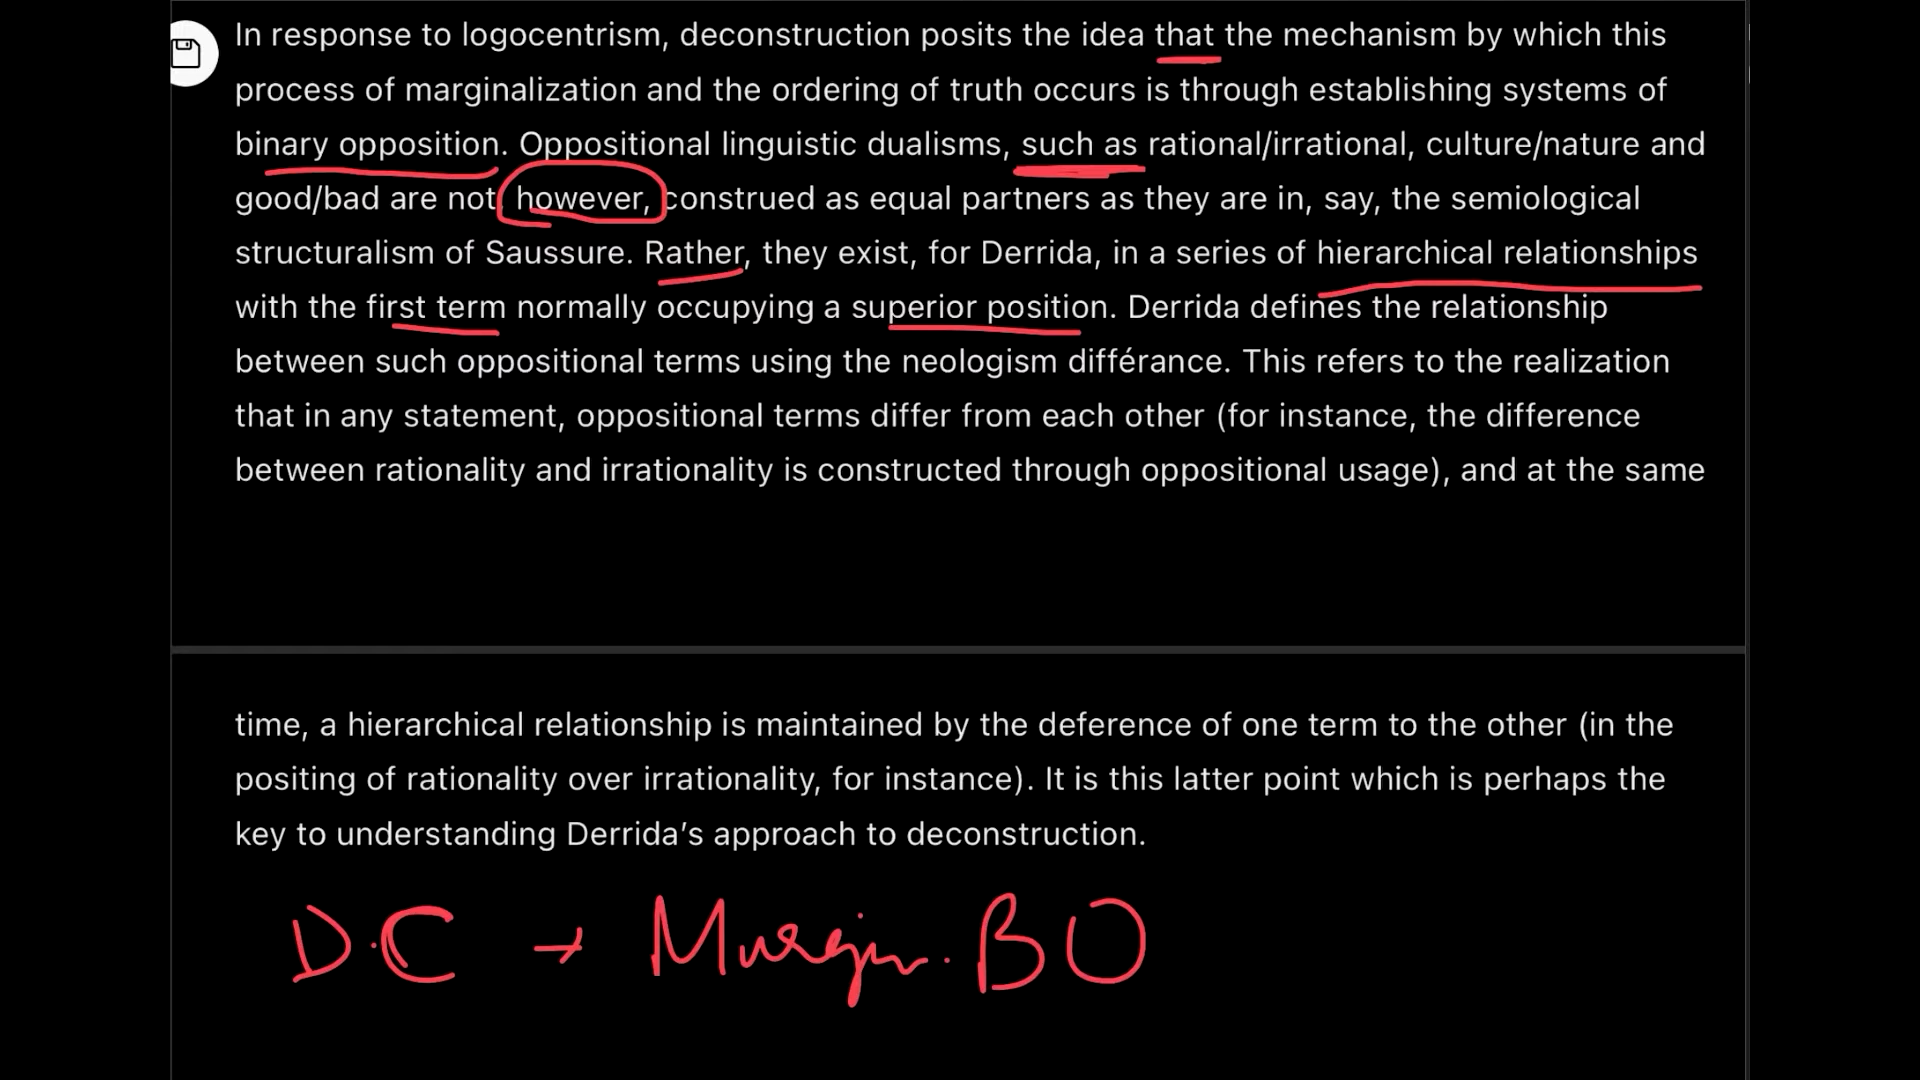 In response to logocentrism, deconstruction posits the idea that the mechanism by which this
process of marginalization and the ordering of truth occurs is through establishing systems of
binary opposition. Oppositional linguistic dualisms, such as rational/irrational, culture/nature and
good/bad are not, however, construed as equal partners as they are in, say, the semiological
structuralism of Saussure. Rather, they exist, for Derrida, in a series of hierarchical relationships
with the first term normally occupying a superior position. Derrida defines the relationship
between such oppositional terms using the neologism différance. This refers to the realization
that in any statement, oppositional terms differ from each other (for instance, the difference
between rationality and irrationality is constructed through oppositional usage), and at the same
time, a hierarchical relationship is maintained by the deference of one term to the other (in the
positing of rationality over irrationality, for instance). It is this latter point which is perhaps the
key to understanding Derrida's approach to deconstruction.
D.C → Margin. BO